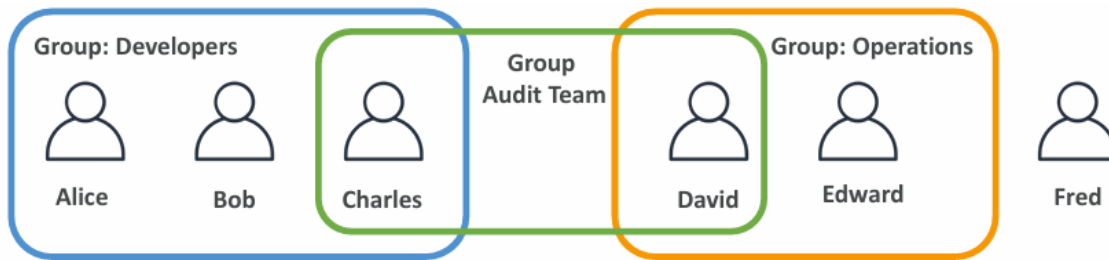 Group: Developers
Group
Audit Team
Group: Operations
Alice
Bob
Charles
David
Edward
Fred